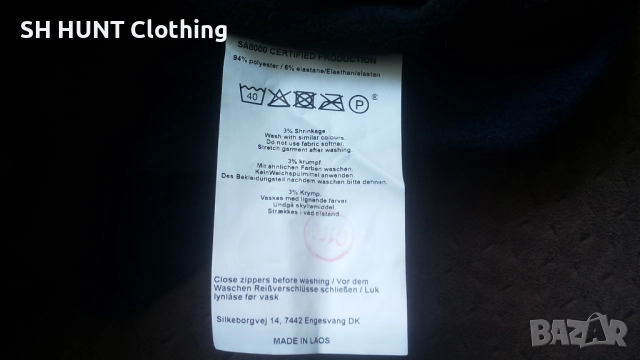 SH HUNT Clothing
SA8000 CERTIFIED PRODUCTION
94% polyester / 6% elastane/Elasthan/elastan
40 P ®
3% Shrinkage.
Wash with similar colours.
Do not use fabric softner.
Stretch garment after washing.
3% krumpf.
Mit ähnlichen Farben waschen.
KeinWeichspülmittel anwenden.
Des Bekleidungsteil nachdem waschen bitte dehnen.
3% Krymp.
Vaskes med lignende farver.
Undgå skyllemiddel.
Strækkes i våd tilstand..
Close zippers before washing / Vor dem
Waschen Reißverschlüsse schließen / Luk
lynlåse før vask
Silkeborgvej 14, 7442 Engesvang DK
MADE IN LAOS
BAZAR